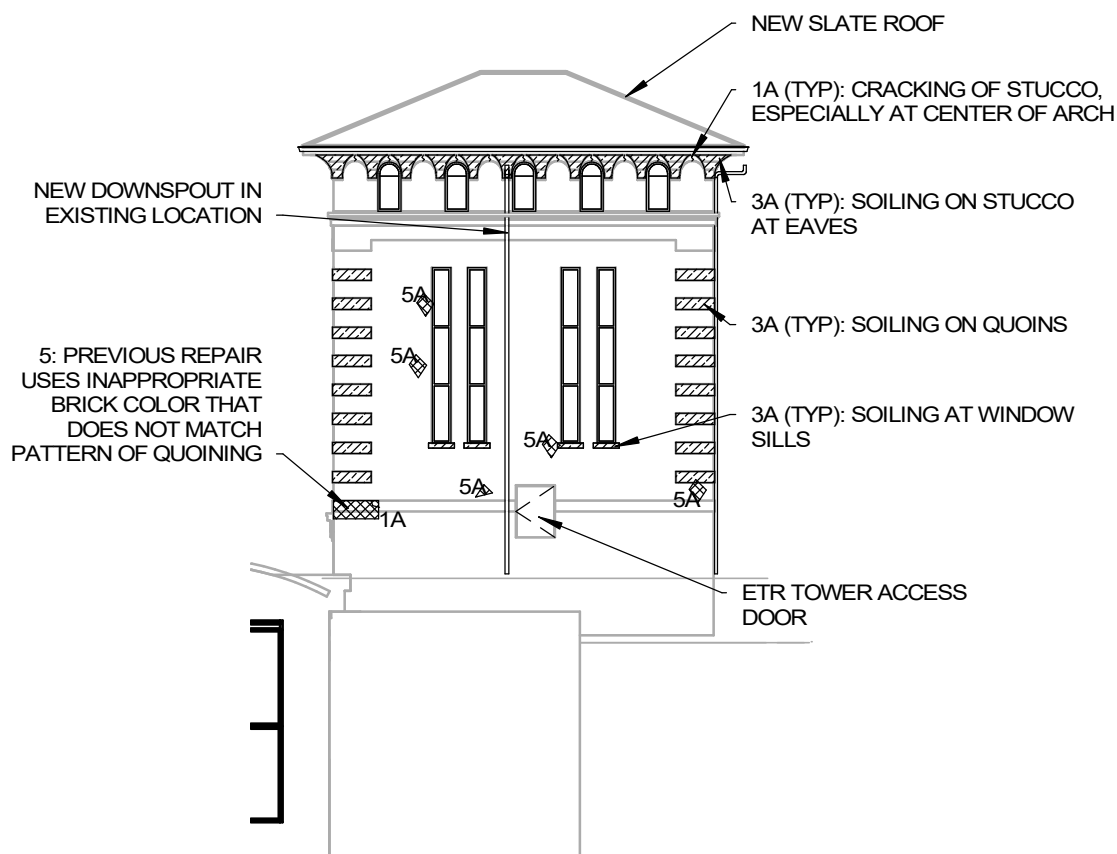 NEW SLATE ROOF
1A (TYP): CRACKING OF STUCCO,
ESPECIALLY AT CENTER OF ARCH
NEW DOWNSPOUT IN
EXISTING LOCATION
3A (TYP): SOILING ON STUCCO
AT EAVES
5A
3A (TYP): SOILING ON QUOINS
5A
5: PREVIOUS REPAIR
USES INAPPROPRIATE
BRICK COLOR THAT
DOES NOT MATCH
PATTERN OF QUOINING
3A (TYP): SOILING AT WINDOW
SILLS
5A
5A
5A
1A
ETR TOWER ACCESS
DOOR